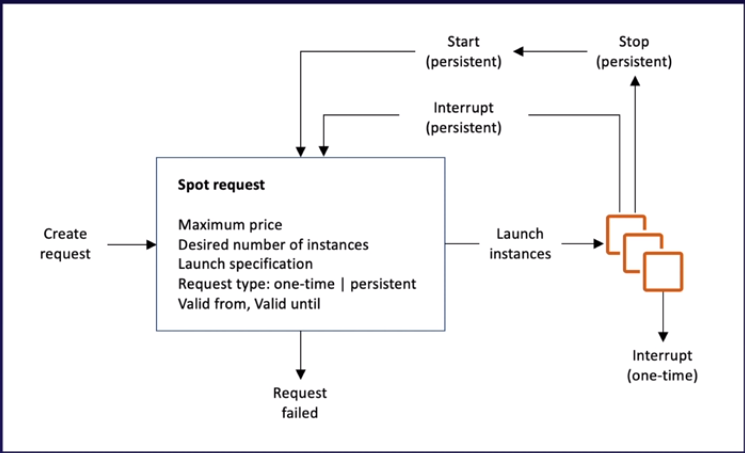 Start
(persistent)
Stop
(persistent)
Interrupt
(persistent)
Spot request
Maximum price
Desired number of instances
Launch specification
Request type: one-time | persistent
Valid from, Valid until
Create
request
Launch
instances
Interrupt
(one-time)
Request
failed